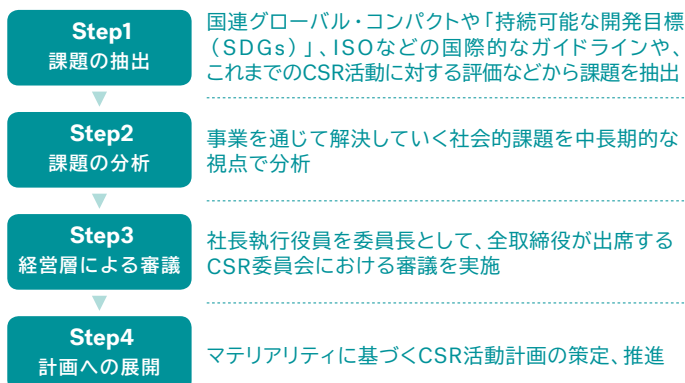 Step1
課題の抽出
国連グローバル・コンパクトや「持続可能な開発目標
（SDGs）」、ISOなどの国際的なガイドラインや、
これまでのCSR活動に対する評価などから課題を抽出
Step2
課題の分析
事業を通じて解決していく社会的課題を中長期的な
視点で分析
Step3
経営層による審議
社長執行役員を委員長として、全取締役が出席する
CSR委員会における審議を実施
Step4
計画への展開
マテリアリティに基づくCSR活動計画の策定、推進